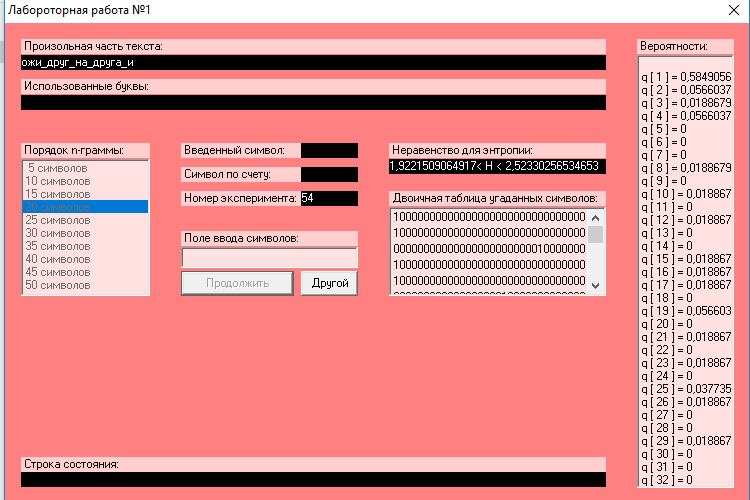 Лабороторная работа №1
Произольная часть текста:
ожи_друг_на_друга_и
Использованные буквы:
Порядок n-граммы:
5 символов
10 символов
15 символов
20 символов
25 символов
30 символов
35 символов
40 символов
45 символов
50 символов
Введенный символ:
Символ по счету:
Номер эксперимента: 54
Поле ввода символов:
Продолжить
Другой
Неравенство для энтропии:
1,9221509064917< H < 2,52330256534653
Двоичная таблица угаданных символов:
10000000000000000000000000000000
10000000000000000000000000000000
00000000000000000000000010000000
10000000000000000000000000000000
10000000000000000000000000000000
Строка состояния:
Вероятности:
q [ 1 ] = 0,5849056
q [ 2 ] = 0,0566037
q [ 3 ] = 0,0188679
q [ 4 ] = 0,0566037
q [ 5 ] = 0
q [ 6 ] = 0
q [ 7 ] = 0
q [ 8 ] = 0,0188679
q [ 9 ] = 0
q [ 10 ] = 0,018867
q [ 11 ] = 0
q [ 12 ] = 0,018867
q [ 13 ] = 0
q [ 14 ] = 0
q [ 15 ] = 0,018867
q [ 16 ] = 0,018867
q [ 17 ] = 0,018867
q [ 18 ] = 0
q [ 19 ] = 0,056603
q [ 20 ] = 0
q [ 21 ] = 0,018867
q [ 22 ] = 0
q [ 23 ] = 0,018867
q [ 24 ] = 0
q [ 25 ] = 0,037735
q [ 26 ] = 0,018867
q [ 27 ] = 0
q [ 28 ] = 0
q [ 29 ] = 0,018867
q [ 30 ] = 0
q [ 31 ] = 0
q [ 32 ] = 0